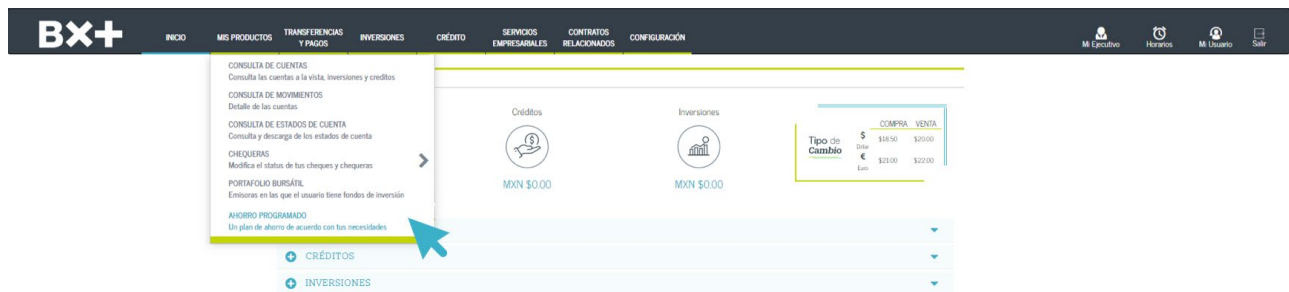 BX+
INICIO
MIS PRODUCTOS
TRANSFERENCIAS
Y PAGOS
INVERSIONES
CRÉDITO
SERVICIOS
EMPRESARIALES
CONTRATOS
RELACIONADOS
CONFIGURACIÓN
Mi Ejecutivo
Horarios
Mi Usuario
Salir
CONSULTA DE CUENTAS
Consulta las cuentas a la vista, inversiones y creditos
CONSULTA DE MOVIMIENTOS
Detalle de las cuentas
CONSULTA DE ESTADOS DE CUENTA
Consulta y descarga de los estados de cuenta
CHEQUERAS
Modifica el status de tus cheques y chequeras
PORTAFOLIO BURSÁTIL
Emisoras en las que el usuario tiene fondos de inversión
AHORRO PROGRAMADO
Un plan de ahorro de acuerdo con tus necesidades
Créditos
MXN $0.00
Inversiones
MXN $0.00
Tipo de
Cambio
COMPRA VENTA
$ $18.50 $20.00
Dólar
€ $21.00 $22.00
Euro
CRÉDITOS
INVERSIONES